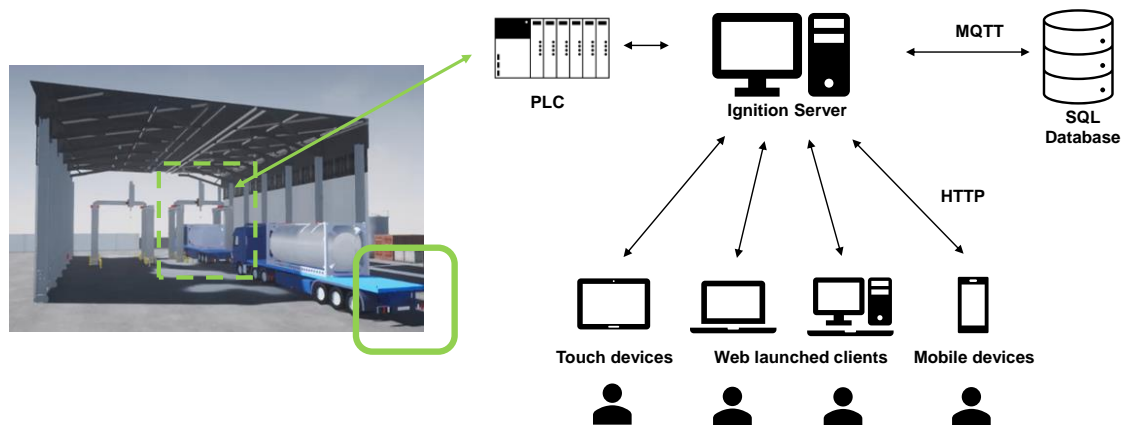 MQTT
PLC
Ignition Server
SQL
Database
HTTP
Touch devices
Web launched clients
Mobile devices